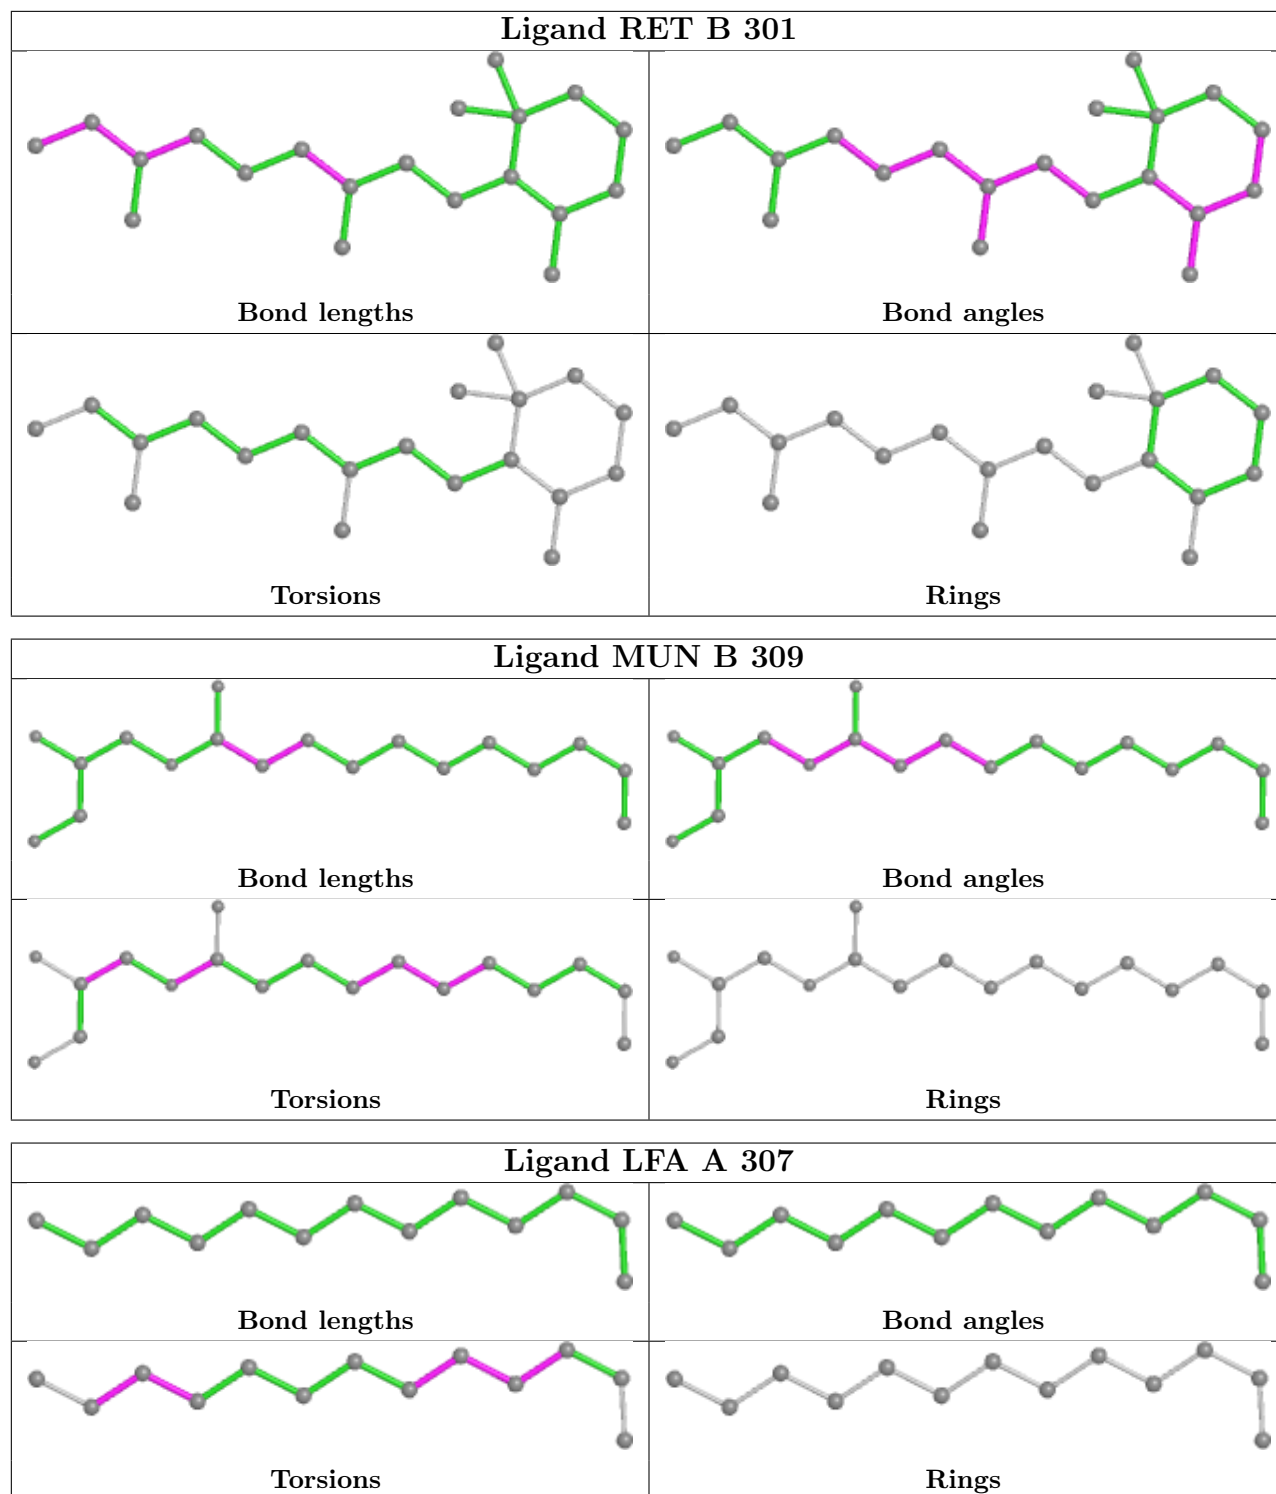 Ligand RET B 301
Bond lengths
Bond angles
Torsions
Rings
Ligand MUN B 309
Bond lengths
Bond angles
Torsions
Rings
Ligand LFA A 307
Bond lengths
Bond angles
Torsions
Rings